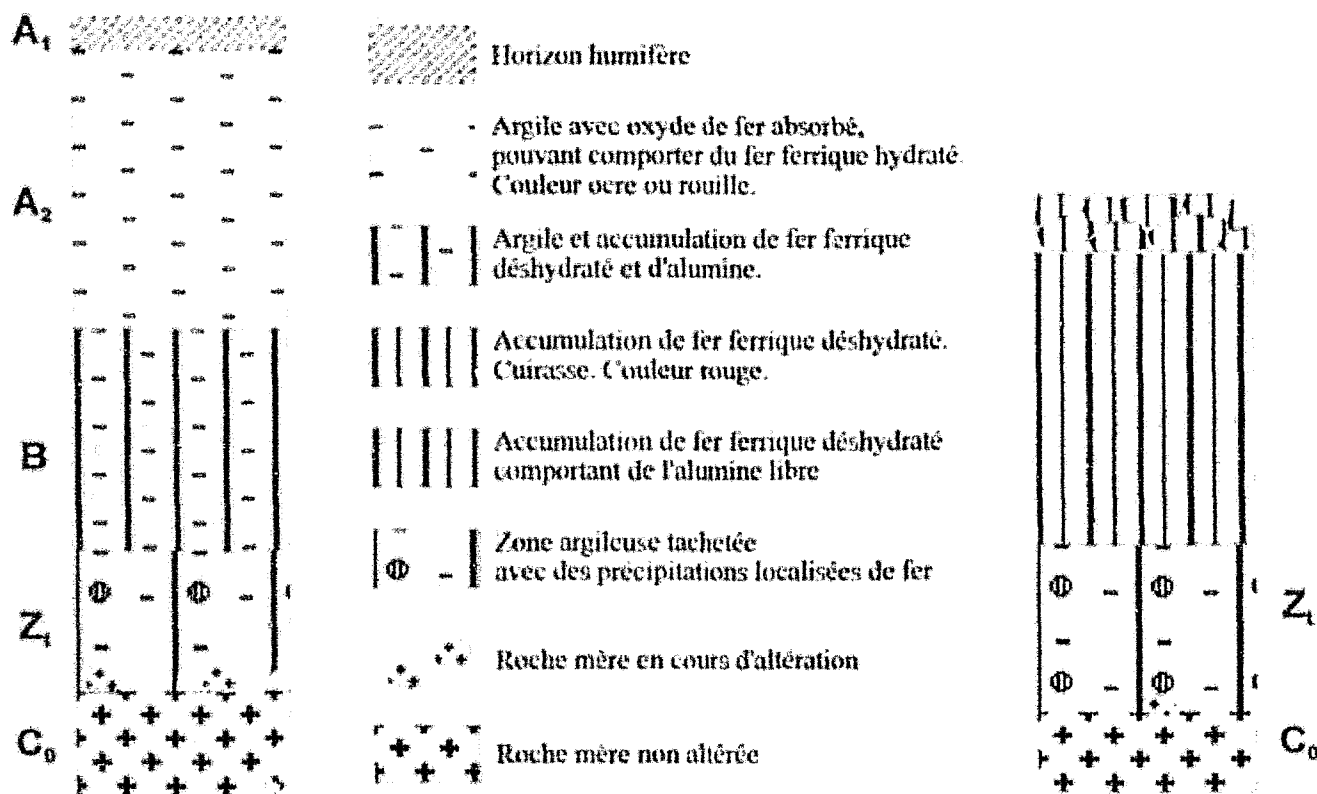 A₁
A₂
B
Zₜ
C₀
Horizon humifère
Argile avec oxyde de fer absorbé,
pouvant comporter du fer ferrique hydraté.
Couleur ocre ou rouille.
Argile et accumulation de fer ferrique
déshydraté et d'alumine.
Accumulation de fer ferrique déshydraté.
Cuirasse. Couleur rouge.
Accumulation de fer ferrique déshydraté
comportant de l'alumine libre
Zone argileuse tachetée
avec des précipitations localisées de fer
Roche mère en cours d'altération
Roche mère non altérée
Zₜ
C₀